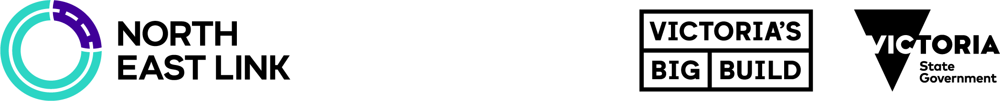 NORTH
EAST LINK
VICTORIA'S
BIG BUILD
VICTORIA
State
Government